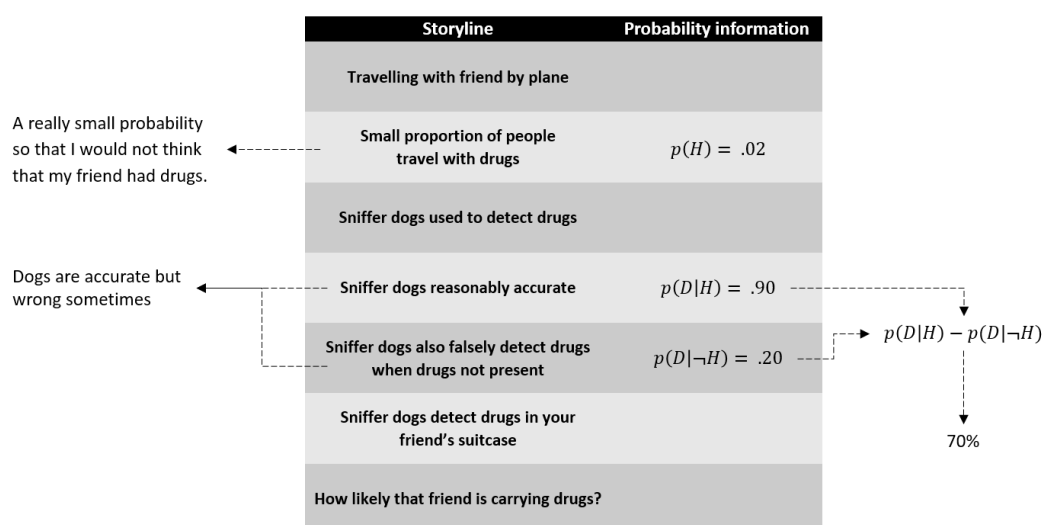 Storyline Probability information
Travelling with friend by plane
A really small probability
so that I would not think
that my friend had drugs.
Small proportion of people
travel with drugs
p(H) = .02
Sniffer dogs used to detect drugs
Dogs are accurate but
wrong sometimes
Sniffer dogs reasonably accurate
p(D|H) = .90
Sniffer dogs also falsely detect drugs
when drugs not present
p(D|¬H) = .20
p(D|H) − p(D|¬H)
70%
Sniffer dogs detect drugs in your
friend’s suitcase
How likely that friend is carrying drugs?